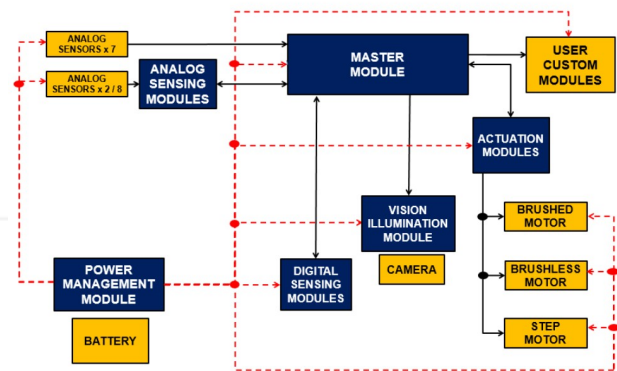 ANALOG
SENSORS x 7
ANALOG
SENSORS x 2 / 8
ANALOG
SENSING
MODULES
MASTER
MODULE
USER
CUSTOM
MODULES
ACTUATION
MODULES
VISION
ILLUMINATION
MODULE
CAMERA
BRUSHED
MOTOR
POWER
MANAGEMENT
MODULE
DIGITAL
SENSING
MODULES
BRUSHLESS
MOTOR
BATTERY
STEP
MOTOR